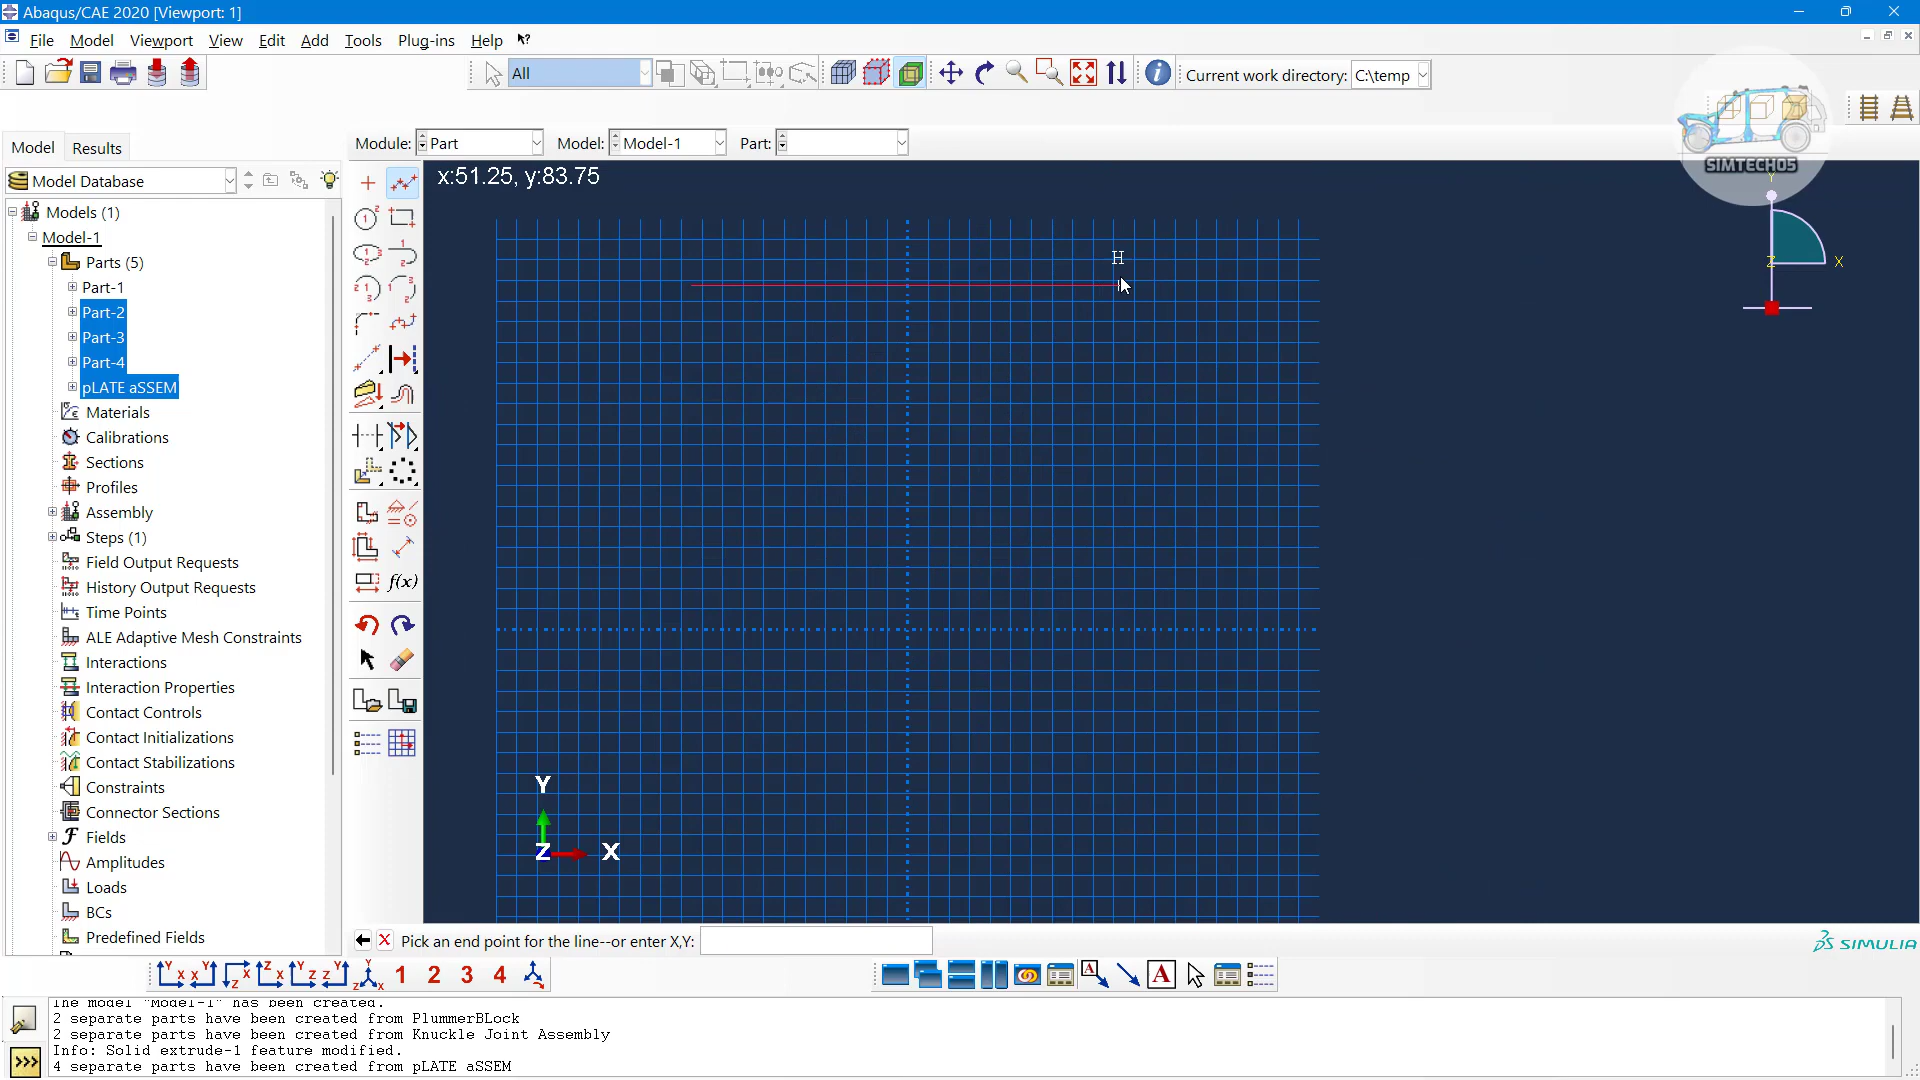 Abaqus/CAE 2020 [Viewport: 1]
File Model Viewport View Edit Add Tools Plug-ins Help
All
Current work directory: C:\temp
SIMTECH05
Model Results
Module: Part Model: Model-1 Part:
Model Database
x:51.25, y:83.75
Models (1)
Model-1
Parts (5)
Part-1
Part-2
Part-3
Part-4
pLATE aSSEM
Materials
Calibrations
Sections
Profiles
Assembly
Steps (1)
Field Output Requests
History Output Requests
Time Points
ALE Adaptive Mesh Constraints
Interactions
Interaction Properties
Contact Controls
Contact Initializations
Contact Stabilizations
Constraints
Connector Sections
Fields
Amplitudes
Loads
BCs
Predefined Fields
f(x)
H
Y
Z X
Y
Z X
Pick an end point for the line--or enter X,Y:
SIMULIA
1 2 3 4
A
The model "Model-1" has been created.
2 separate parts have been created from PlummerBLock
2 separate parts have been created from Knuckle Joint Assembly
Info: Solid extrude-1 feature modified.
4 separate parts have been created from pLATE aSSEM